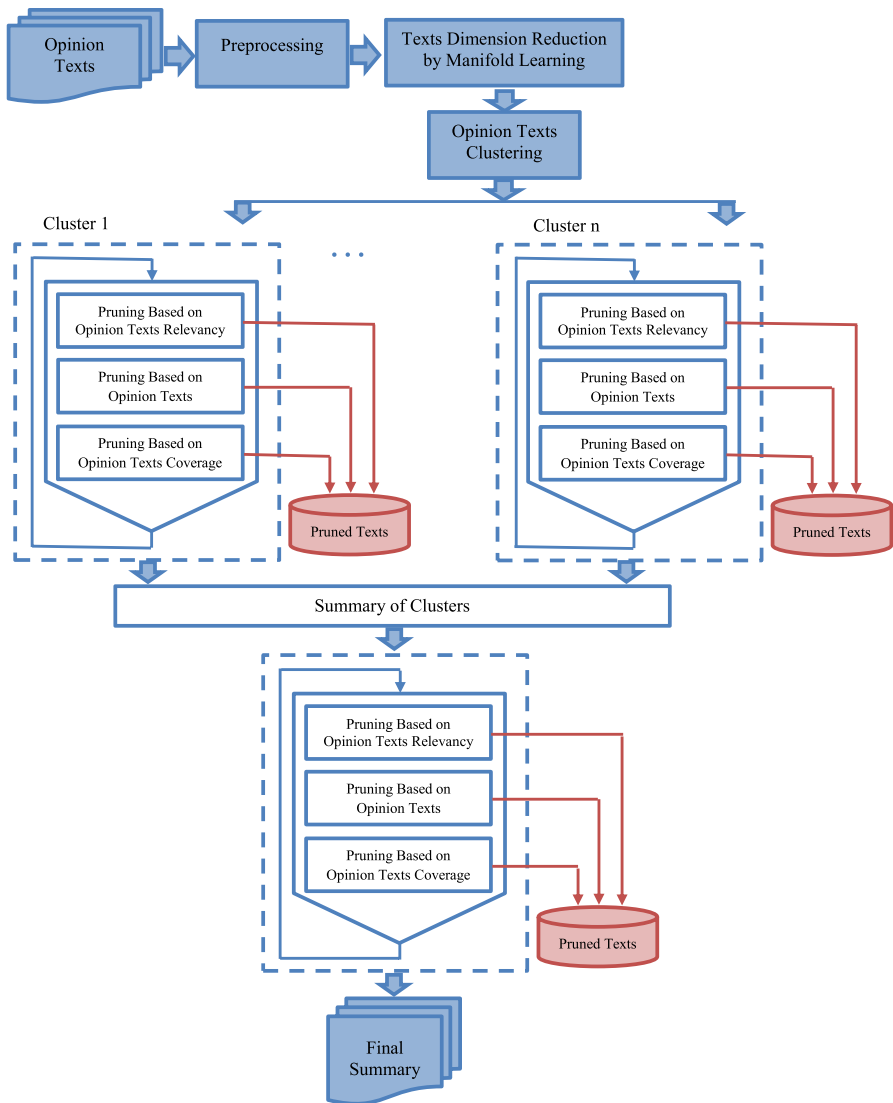 Opinion
Texts
Preprocessing
Texts Dimension Reduction
by Manifold Learning
Opinion Texts
Clustering
Cluster 1
. . .
Cluster n
Pruning Based on
Opinion Texts Relevancy
Pruning Based on
Opinion Texts
Pruning Based on
Opinion Texts Coverage
Pruned Texts
Pruning Based on
Opinion Texts Relevancy
Pruning Based on
Opinion Texts
Pruning Based on
Opinion Texts Coverage
Pruned Texts
Summary of Clusters
Pruning Based on
Opinion Texts Relevancy
Pruning Based on
Opinion Texts
Pruning Based on
Opinion Texts Coverage
Pruned Texts
Final
Summary